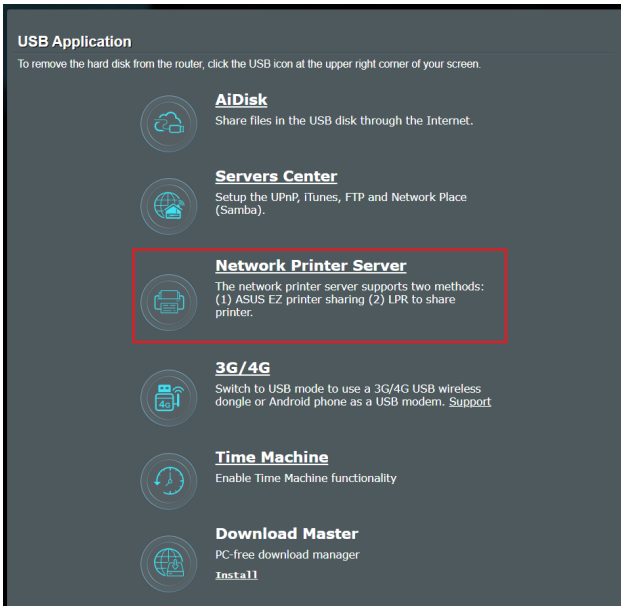 USB Application
To remove the hard disk from the router, click the USB icon at the upper right corner of your screen.
AiDisk
Share files in the USB disk through the Internet.
Servers Center
Setup the UPnP, iTunes, FTP and Network Place
(Samba).
Network Printer Server
The network printer server supports two methods:
(1) ASUS EZ printer sharing (2) LPR to share
printer.
3G/4G
4G
Switch to USB mode to use a 3G/4G USB wireless
dongle or Android phone as a USB modem. Support
Time Machine
Enable Time Machine functionality
Download Master
PC-free download manager
Install